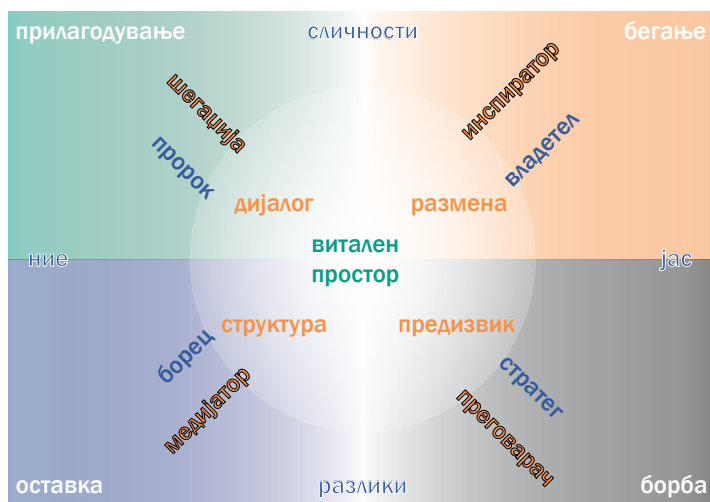 прилагодување
сличности
бегање
шегаџија
инспиратор
пророк
владетел
дијалог
размена
витален
простор
ние
јас
структура
предизвик
борец
стратег
медијатор
преговарач
оставка
разлики
борба